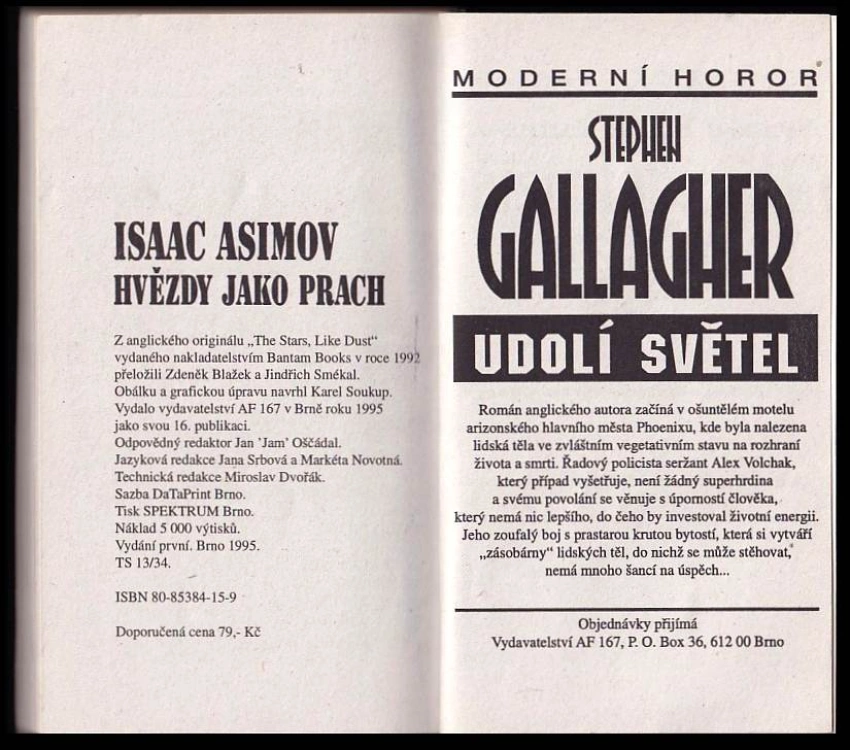 ISAAC ASIMOV
HVĚZDY JAKO PRACH
Z anglického originálu „The Stars, Like Dust"
vydaného nakladatelstvím Bantam Books v roce 1992
přeložili Zdeněk Blažek a Jindřich Smékal.
Obálku a grafickou úpravu navrhl Karel Soukup.
Vydalo vydavatelství AF 167 v Brně roku 1995
jako svou 16. publikaci.
Odpovědný redaktor Jan 'Jam' Oščádal.
Jazyková redakce Jana Srbová a Markéta Novotná.
Technická redakce Miroslav Dvořák.
Sazba DaTaPrint Brno.
Tisk SPEKTRUM Brno.
Náklad 5 000 výtisků.
Vydání první. Brno 1995.
TS 13/34.
ISBN 80-85384-15-9
Doporučená cena 79,- Kč
MODERNÍ HOROR
STEPHEN
GALLAGHER
UDOLÍ SVĚTEL
Román anglického autora začíná v ošuntělém motelu
arizonského hlavního města Phoenixu, kde byla nalezena
lidská těla ve zvláštním vegetativním stavu na rozhraní
života a smrti. Řadový policista seržant Alex Volchak,
který případ vyšetřuje, není žádný superhrdina
a svému povolání se věnuje s úporností člověka,
který nemá nic lepšího, do čeho by investoval životní energii.
Jeho zoufalý boj s prastarou krutou bytostí, která si vytváří
„zásobárny" lidských těl, do nichž se může stěhovat,
nemá mnoho šancí na úspěch...
Objednávky přijímá
Vydavatelství AF 167, P. O. Box 36, 612 00 Brno